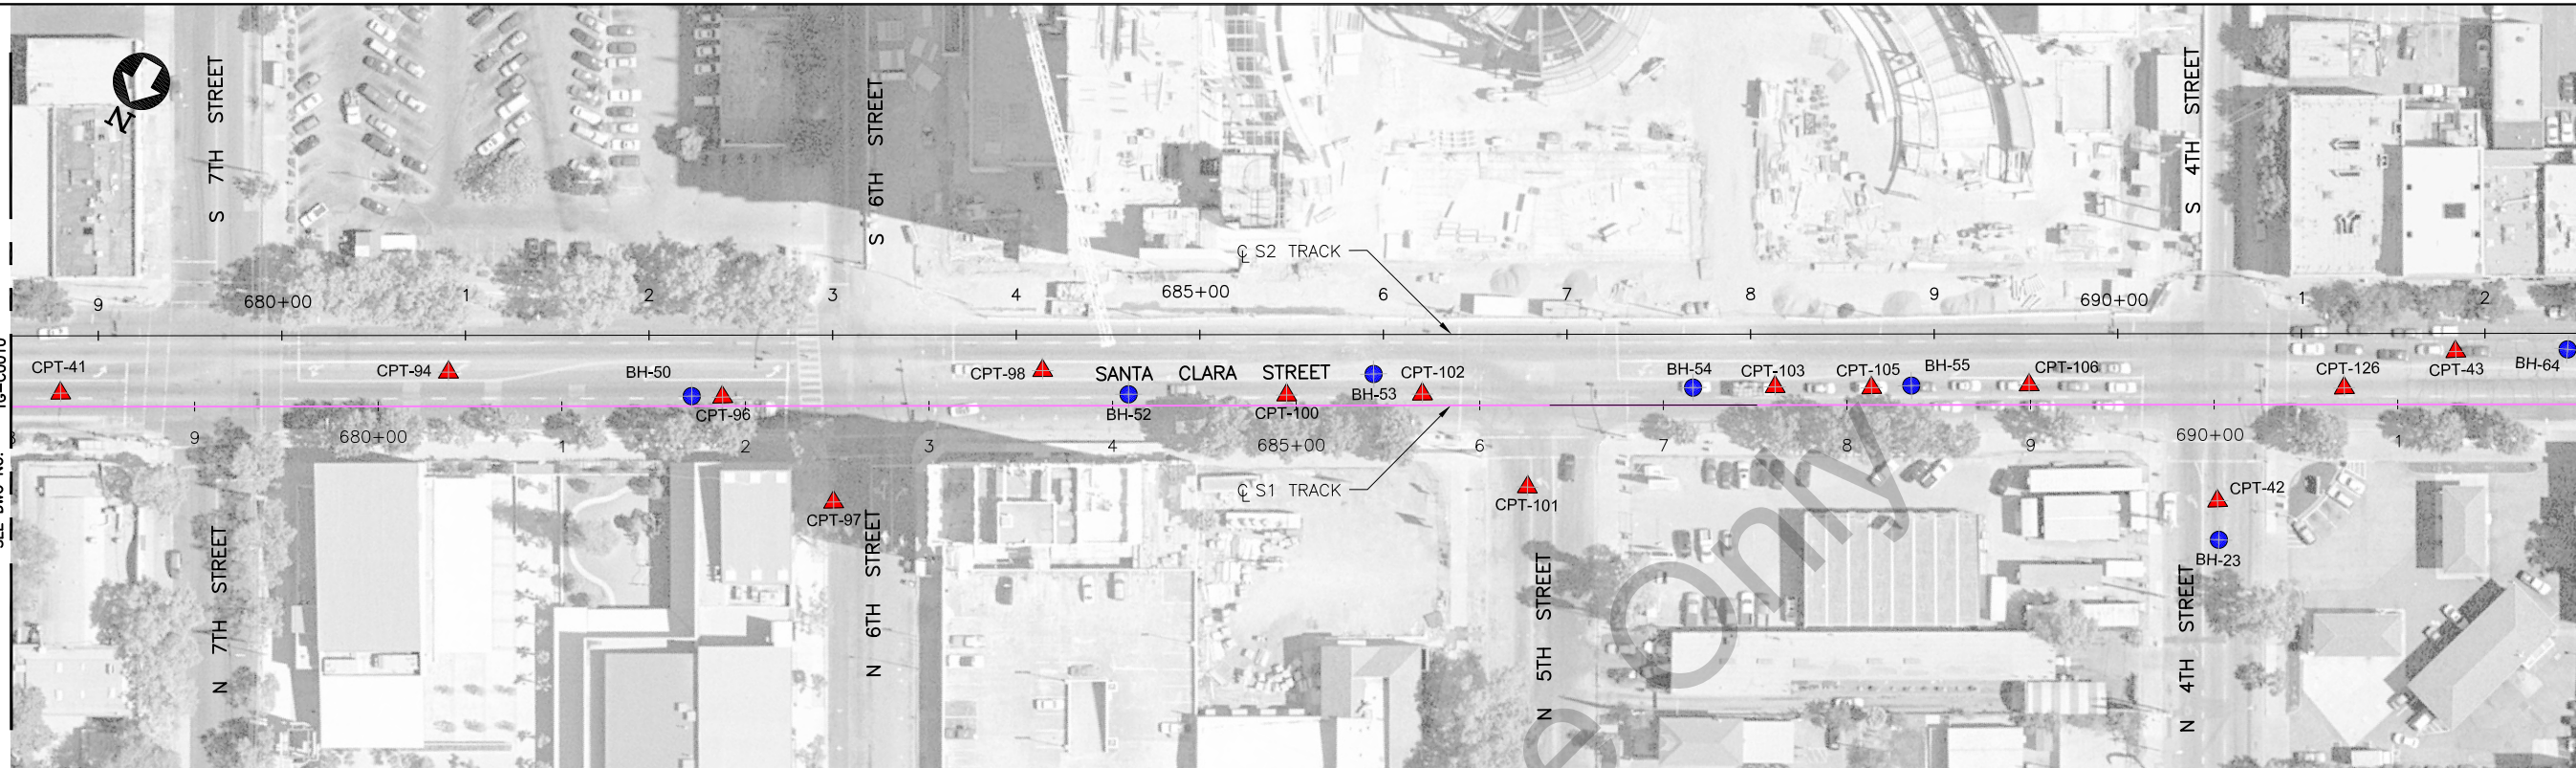 N
S 7TH STREET
S 6TH STREET
S 4TH STREET
℄ S2 TRACK
9 680+00 1 2 3 4 685+00 6 7 8 9 690+00 1 2
CPT-41
CPT-94
BH-50
CPT-96
CPT-98
SANTA CLARA STREET
BH-52
CPT-100
BH-53
CPT-102
BH-54
CPT-103
CPT-105
BH-55
CPT-106
CPT-126
CPT-43
BH-64
9 680+00 1 2 3 4 685+00 6 7 8 9 690+00 1
℄ S1 TRACK
CPT-97
CPT-101
CPT-42
BH-23
N 7TH STREET
N 6TH STREET
N 5TH STREET
N 4TH STREET
Only